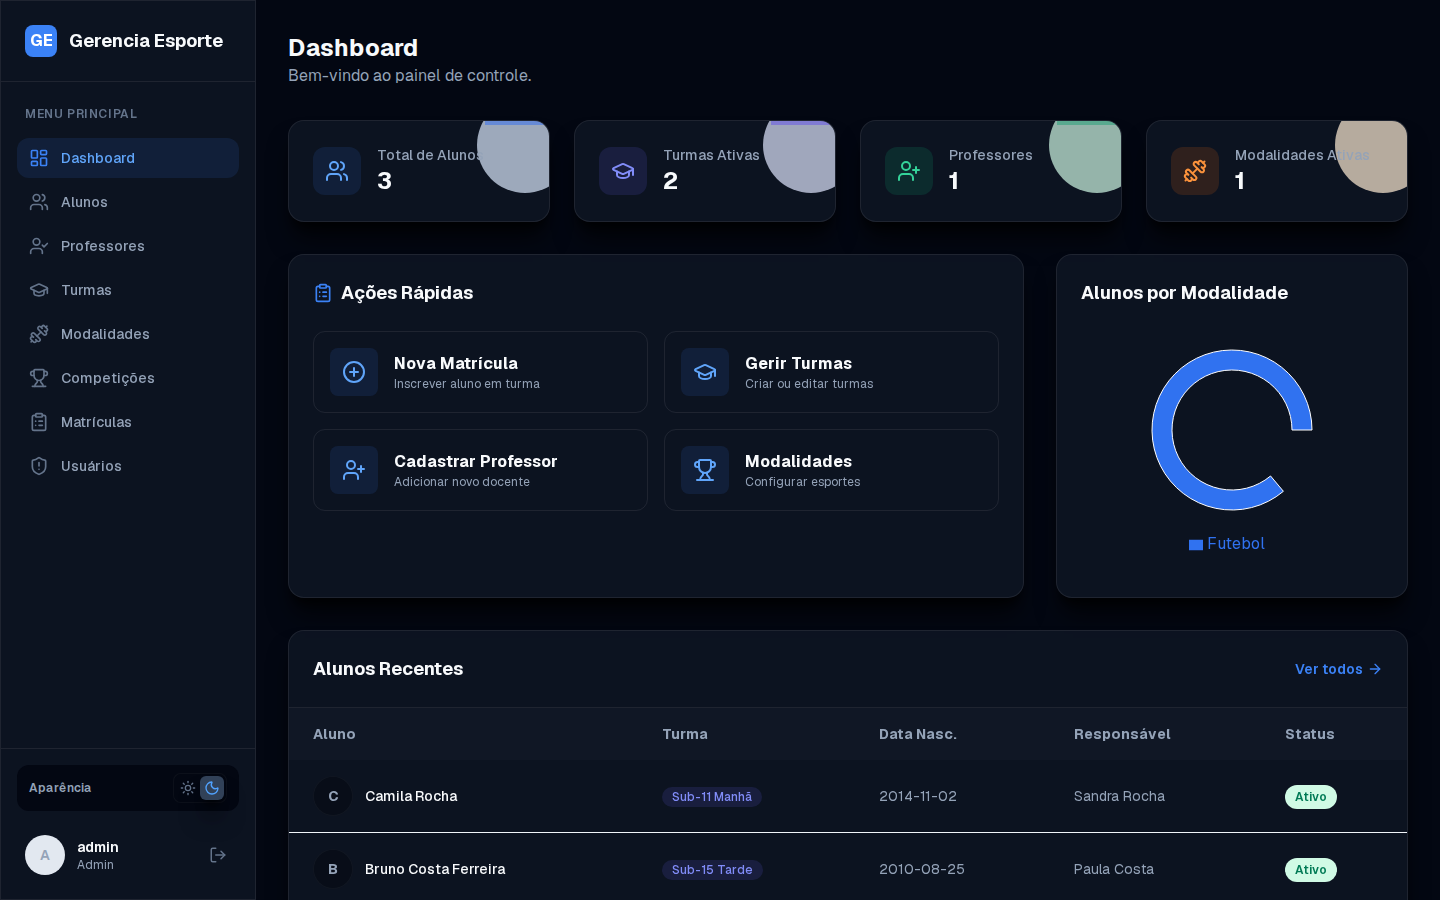 GE Gerencia Esporte
MENU PRINCIPAL
Dashboard
Alunos
Professores
Turmas
Modalidades
Competições
Matrículas
Usuários
Aparência
A
admin
Admin
Dashboard
Bem-vindo ao painel de controle.
Total de Alunos
3
Turmas Ativas
2
Professores
1
Modalidades Ativas
1
Ações Rápidas
Nova Matrícula
Inscrever aluno em turma
Gerir Turmas
Criar ou editar turmas
Cadastrar Professor
Adicionar novo docente
Modalidades
Configurar esportes
Alunos por Modalidade
Futebol
Alunos Recentes
Ver todos
Aluno Turma Data Nasc. Responsável Status
C Camila Rocha Sub-11 Manhã 2014-11-02 Sandra Rocha Ativo
B Bruno Costa Ferreira Sub-15 Tarde 2010-08-25 Paula Costa Ativo